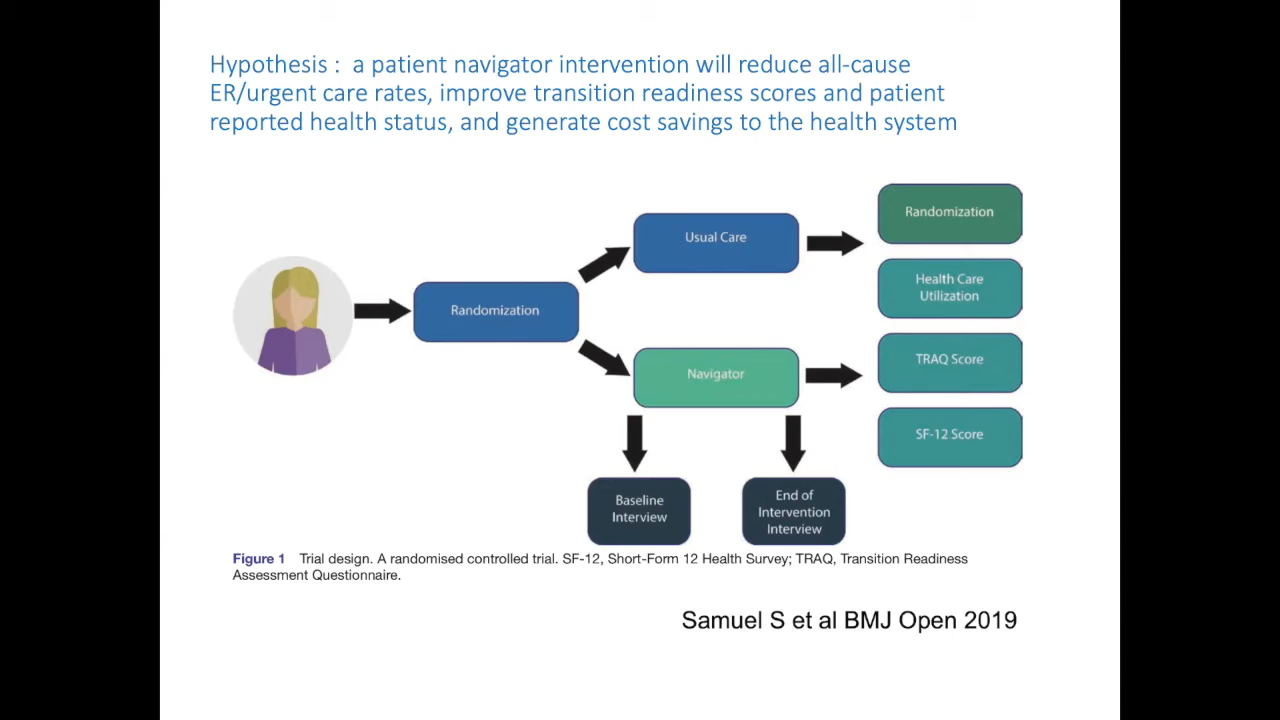 Hypothesis :  a patient navigator intervention will reduce all-cause
ER/urgent care rates, improve transition readiness scores and patient
reported health status, and generate cost savings to the health system
Randomization
Usual Care
Navigator
Randomization
Health Care
Utilization
TRAQ Score
SF-12 Score
Baseline
Interview
End of
Intervention
Interview
Figure 1 Trial design. A randomised controlled trial. SF-12, Short-Form 12 Health Survey; TRAQ, Transition Readiness
Assessment Questionnaire.
Samuel S et al BMJ Open 2019